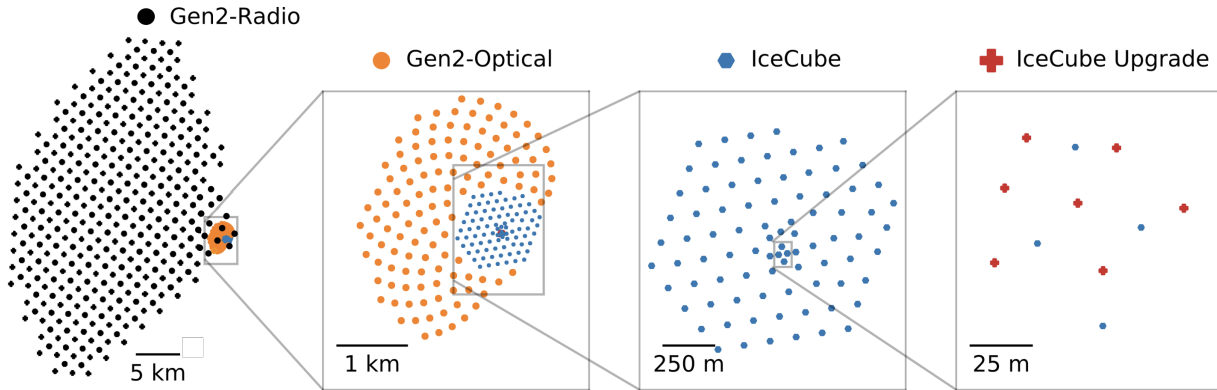 Gen2-Radio
Gen2-Optical
IceCube
IceCube Upgrade
5 km
1 km
250 m
25 m